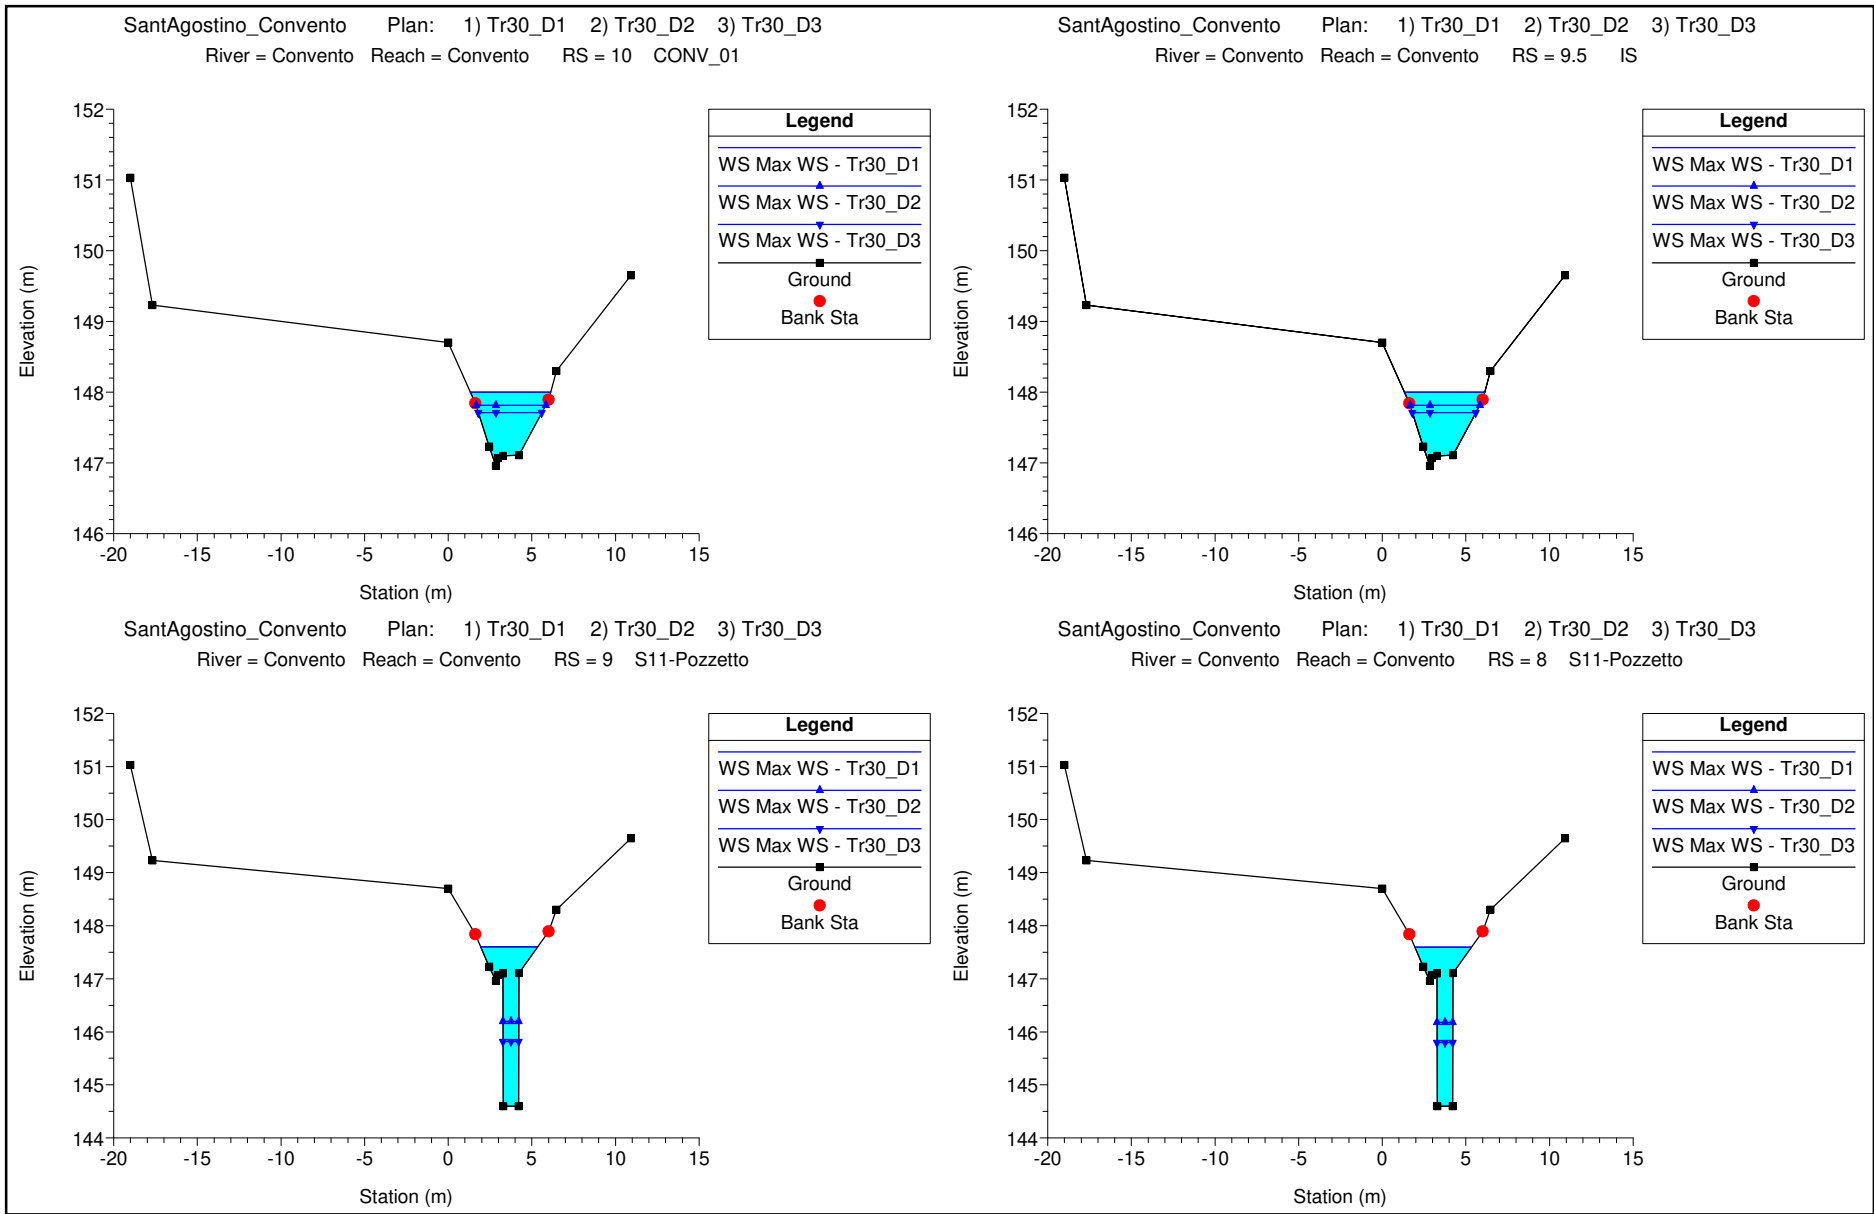 SantAgostino_Convento Plan: 1) Tr30_D1 2) Tr30_D2 3) Tr30_D3
River = Convento Reach = Convento RS = 10 CONV_01
152
151
150
149
148
147
146
-20 -15 -10 -5 0 5 10 15
Station (m)
Elevation (m)
Legend
WS Max WS - Tr30_D1
WS Max WS - Tr30_D2
WS Max WS - Tr30_D3
Ground
Bank Sta
SantAgostino_Convento Plan: 1) Tr30_D1 2) Tr30_D2 3) Tr30_D3
River = Convento Reach = Convento RS = 9.5 IS
152
151
150
149
148
147
146
-20 -15 -10 -5 0 5 10 15
Station (m)
Elevation (m)
Legend
WS Max WS - Tr30_D1
WS Max WS - Tr30_D2
WS Max WS - Tr30_D3
Ground
Bank Sta
SantAgostino_Convento Plan: 1) Tr30_D1 2) Tr30_D2 3) Tr30_D3
River = Convento Reach = Convento RS = 9 S11-Pozzetto
152
151
150
149
148
147
146
145
144
-20 -15 -10 -5 0 5 10 15
Station (m)
Elevation (m)
Legend
WS Max WS - Tr30_D1
WS Max WS - Tr30_D2
WS Max WS - Tr30_D3
Ground
Bank Sta
SantAgostino_Convento Plan: 1) Tr30_D1 2) Tr30_D2 3) Tr30_D3
River = Convento Reach = Convento RS = 8 S11-Pozzetto
152
151
150
149
148
147
146
145
144
-20 -15 -10 -5 0 5 10 15
Station (m)
Elevation (m)
Legend
WS Max WS - Tr30_D1
WS Max WS - Tr30_D2
WS Max WS - Tr30_D3
Ground
Bank Sta